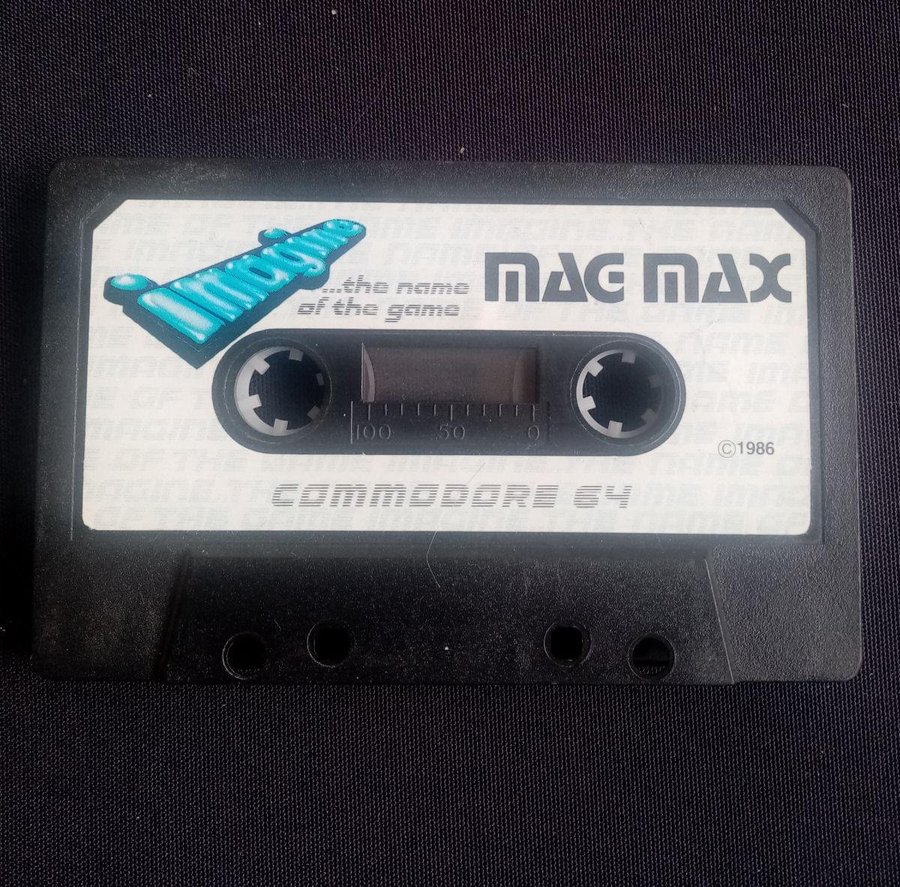 imagine
...the name
of the game
MAG MAX
100 50 0
©1986
COMMODORE 64